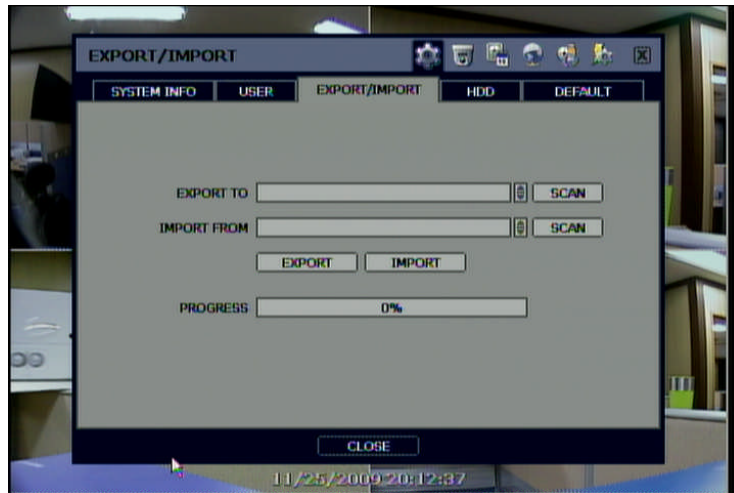 EXPORT/IMPORT
SYSTEM INFO USER EXPORT/IMPORT HDD DEFAULT
EXPORT TO SCAN
IMPORT FROM SCAN
EXPORT IMPORT
PROGRESS 0%
CLOSE
11/25/2009 20:12:37